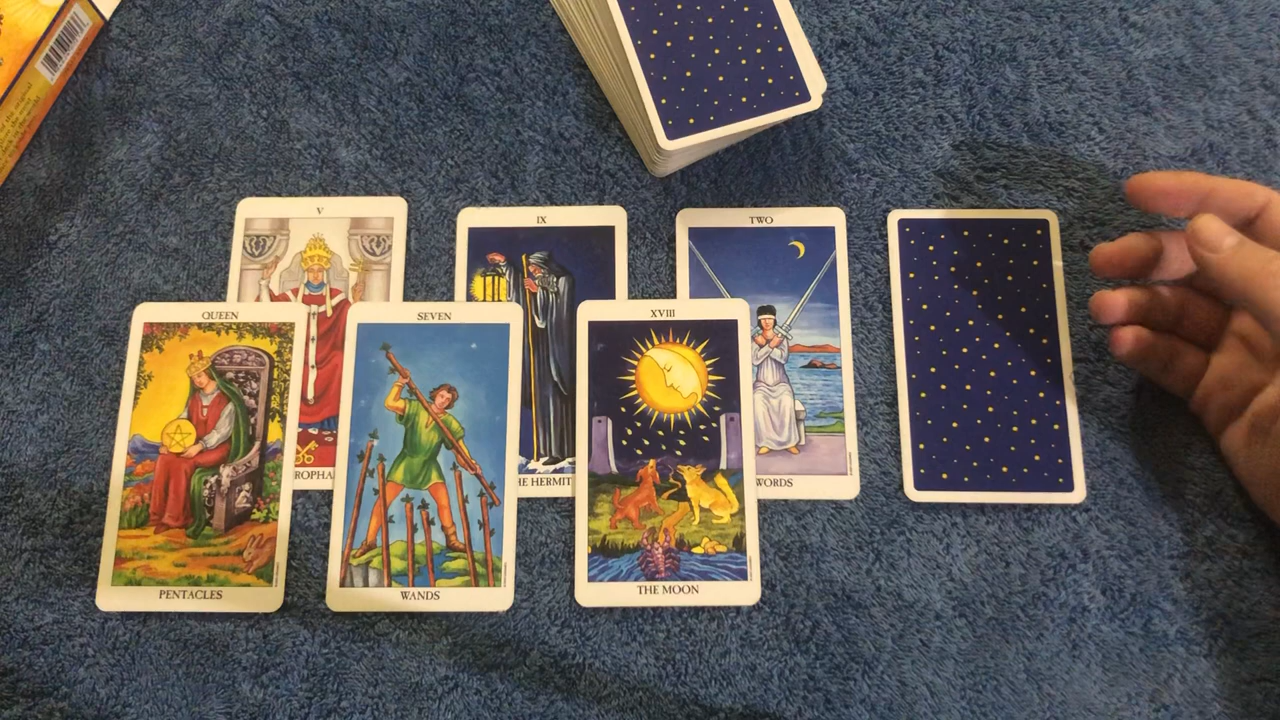 V
IX
TWO
ROPHA
HE HERMIT
WORDS
QUEEN
SEVEN
XVIII
PENTACLES
WANDS
THE MOON